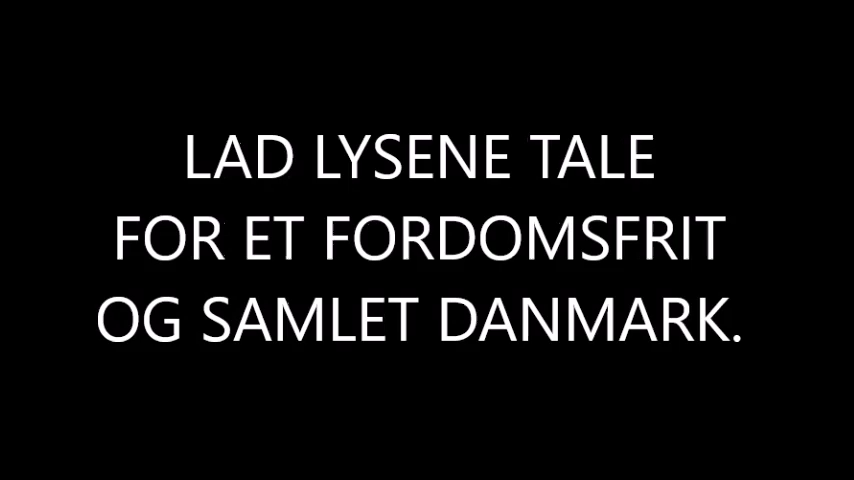 LAD LYSENE TALE
FOR ET FORDOMSFRIT
OG SAMLET DANMARK.